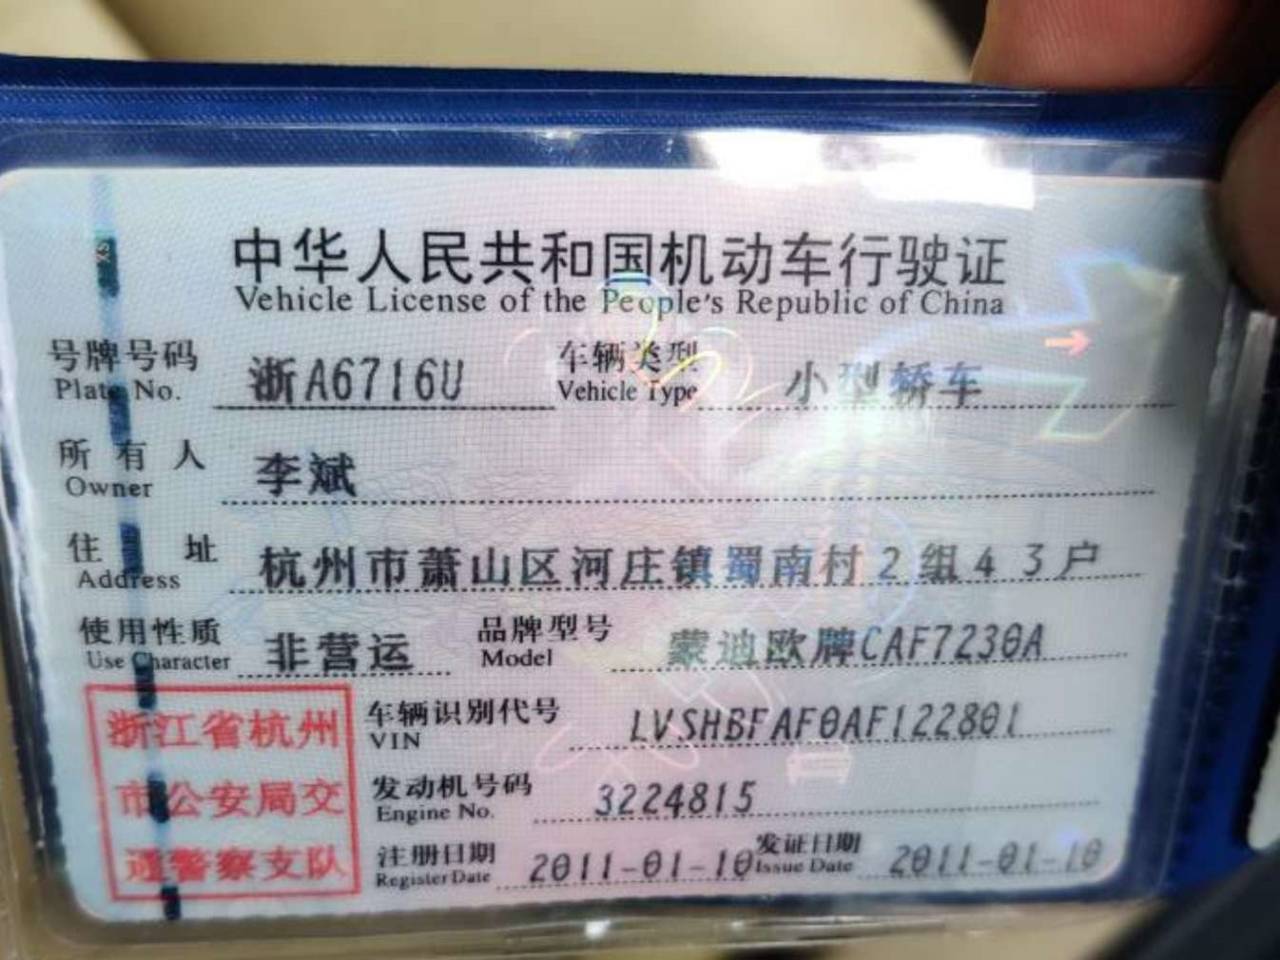 中华人民共和国机动车行驶证
Vehicle License of the People's Republic of China
号牌号码 浙A6716U 车辆类型 小型轿车
Plate No. Vehicle Type
所有人 李斌
Owner
住址 杭州市萧山区河庄镇蜀南村2组43户
Address
使用性质 非营运 品牌型号 蒙迪欧牌CAF7230A
Use Character Model
浙江省杭州
市公安局交
通警察支队
车辆识别代号 LVSHBFAF0AF122801
VIN
发动机号码 3224815
Engine No.
注册日期 2011-01-10 发证日期 2011-01-10
Register Date Issue Date